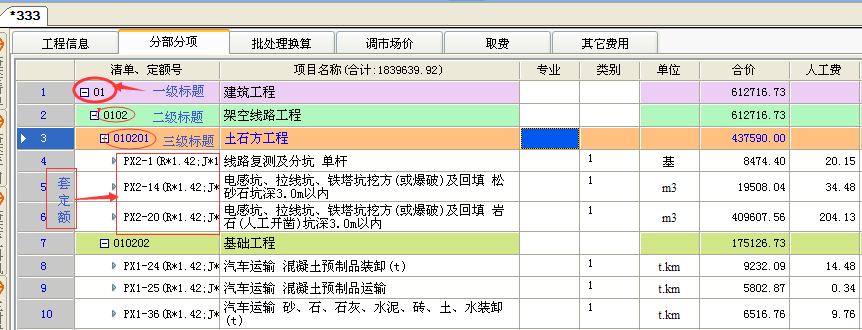 *333
工程信息 分部分项 批处理换算 调市场价 取费 其它费用
清单、定额号 项目名称(合计:1839639.92) 专业 类别 单位 合价 人工费
1 01 一级标题 建筑工程 612716.73
2 0102 二级标题 架空线路工程 612716.73
3 010201 三级标题 土石方工程 437590.00
套定额
4 PX2-1(R*1.42;J*1 线路复测及分坑 单杆 1 基 8474.40 20.15
5 PX2-14(R*1.42;J* 电感坑、拉线坑、铁塔坑挖方(或爆破)及回填 松
砂石坑深3.0m以内 1 m3 19508.04 34.48
6 PX2-20(R*1.42;J* 电感坑、拉线坑、铁塔坑挖方(或爆破)及回填 岩
石(人工开凿)坑深3.0m以内 1 m3 409607.56 204.13
7 010202 基础工程 175126.73
8 PX1-24(R*1.42;J* 汽车运输 混凝土预制品装卸(t) 1 t.km 9232.09 14.48
9 PX1-25(R*1.42;J* 汽车运输 混凝土预制品运输 1 t.km 5802.87 0.34
10 PX1-36(R*1.42;J* 汽车运输 砂、石、石灰、水泥、砖、土、水装卸
(t) 1 t.km 6516.76 9.76